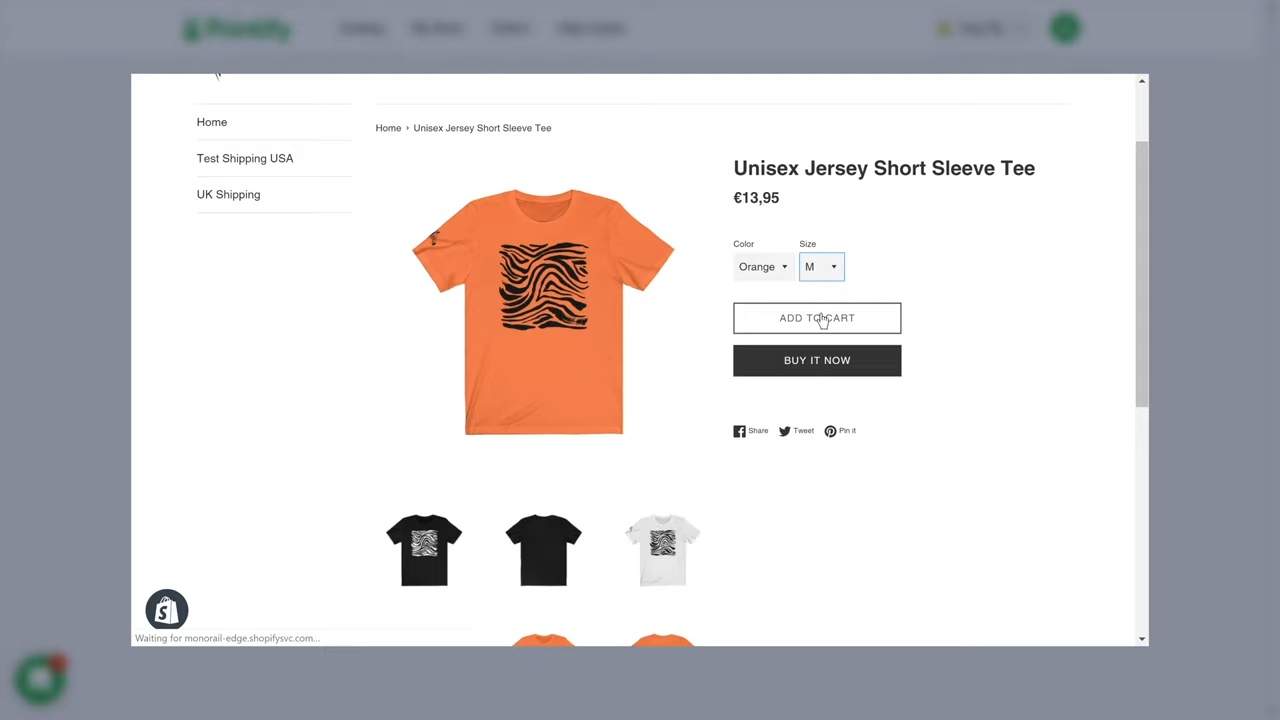 Printify
Home
Test Shipping USA
UK Shipping
Home › Unisex Jersey Short Sleeve Tee
Unisex Jersey Short Sleeve Tee
€13,95
Color
Size
Orange
M
ADD TO CART
BUY IT NOW
Share
Tweet
Pin it
Waiting for monorail-edge.shopifysvc.com...